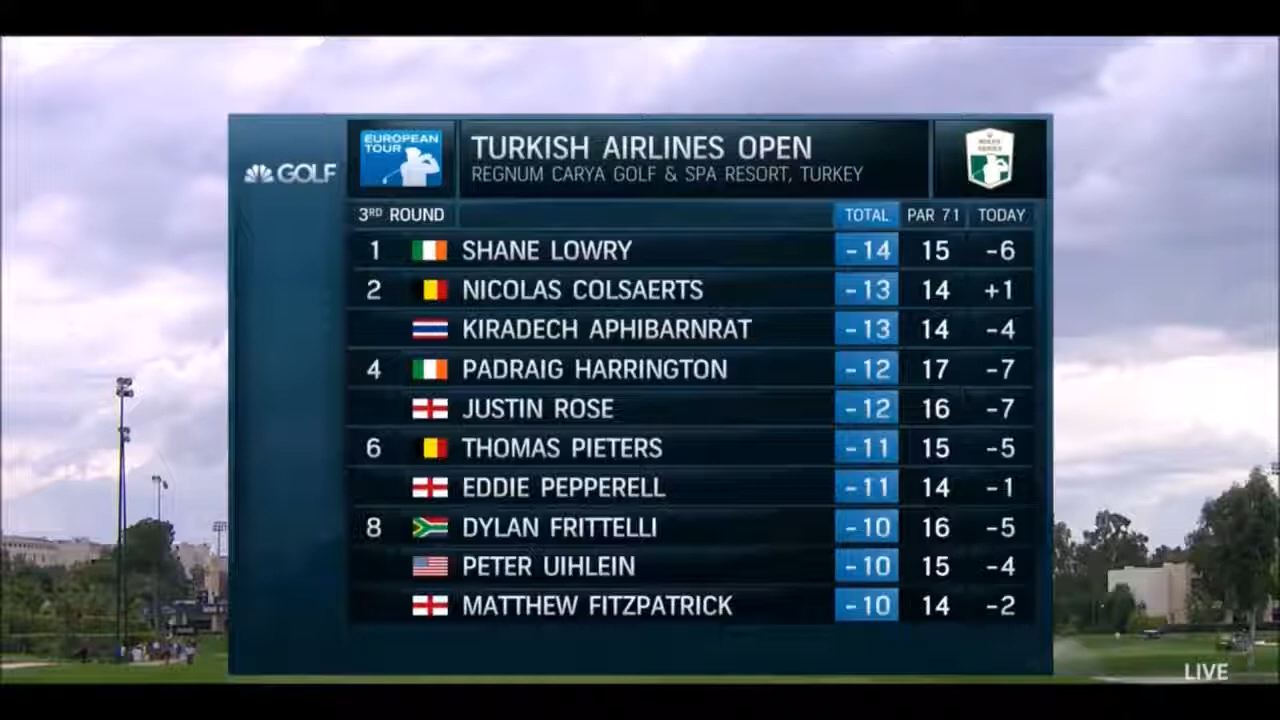 GOLF
EUROPEAN
TOUR
TURKISH AIRLINES OPEN
REGNUM CARYA GOLF & SPA RESORT, TURKEY
3RD ROUND TOTAL PAR 71 TODAY
1 SHANE LOWRY -14 15 -6
2 NICOLAS COLSAERTS -13 14 +1
KIRADECH APHIBARNRAT -13 14 -4
4 PADRAIG HARRINGTON -12 17 -7
JUSTIN ROSE -12 16 -7
6 THOMAS PIETERS -11 15 -5
EDDIE PEPPERELL -11 14 -1
8 DYLAN FRITTELLI -10 16 -5
PETER UIHLEIN -10 15 -4
MATTHEW FITZPATRICK -10 14 -2
LIVE